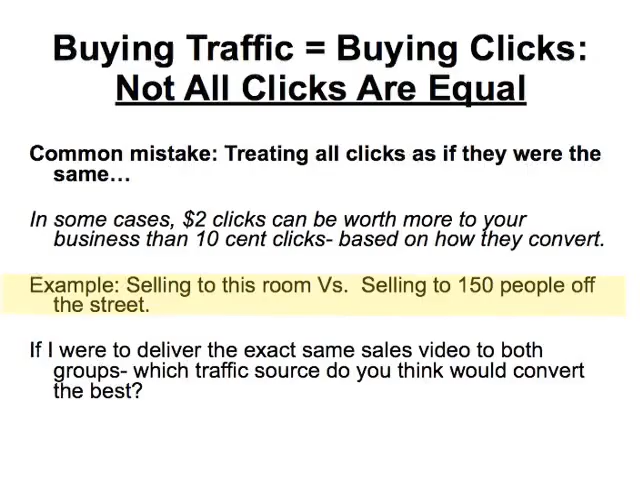 Buying Traffic = Buying Clicks:
Not All Clicks Are Equal
Common mistake: Treating all clicks as if they were the
same…
In some cases, $2 clicks can be worth more to your
business than 10 cent clicks- based on how they convert.
Example: Selling to this room Vs.  Selling to 150 people off
the street.
If I were to deliver the exact same sales video to both
groups- which traffic source do you think would convert
the best?